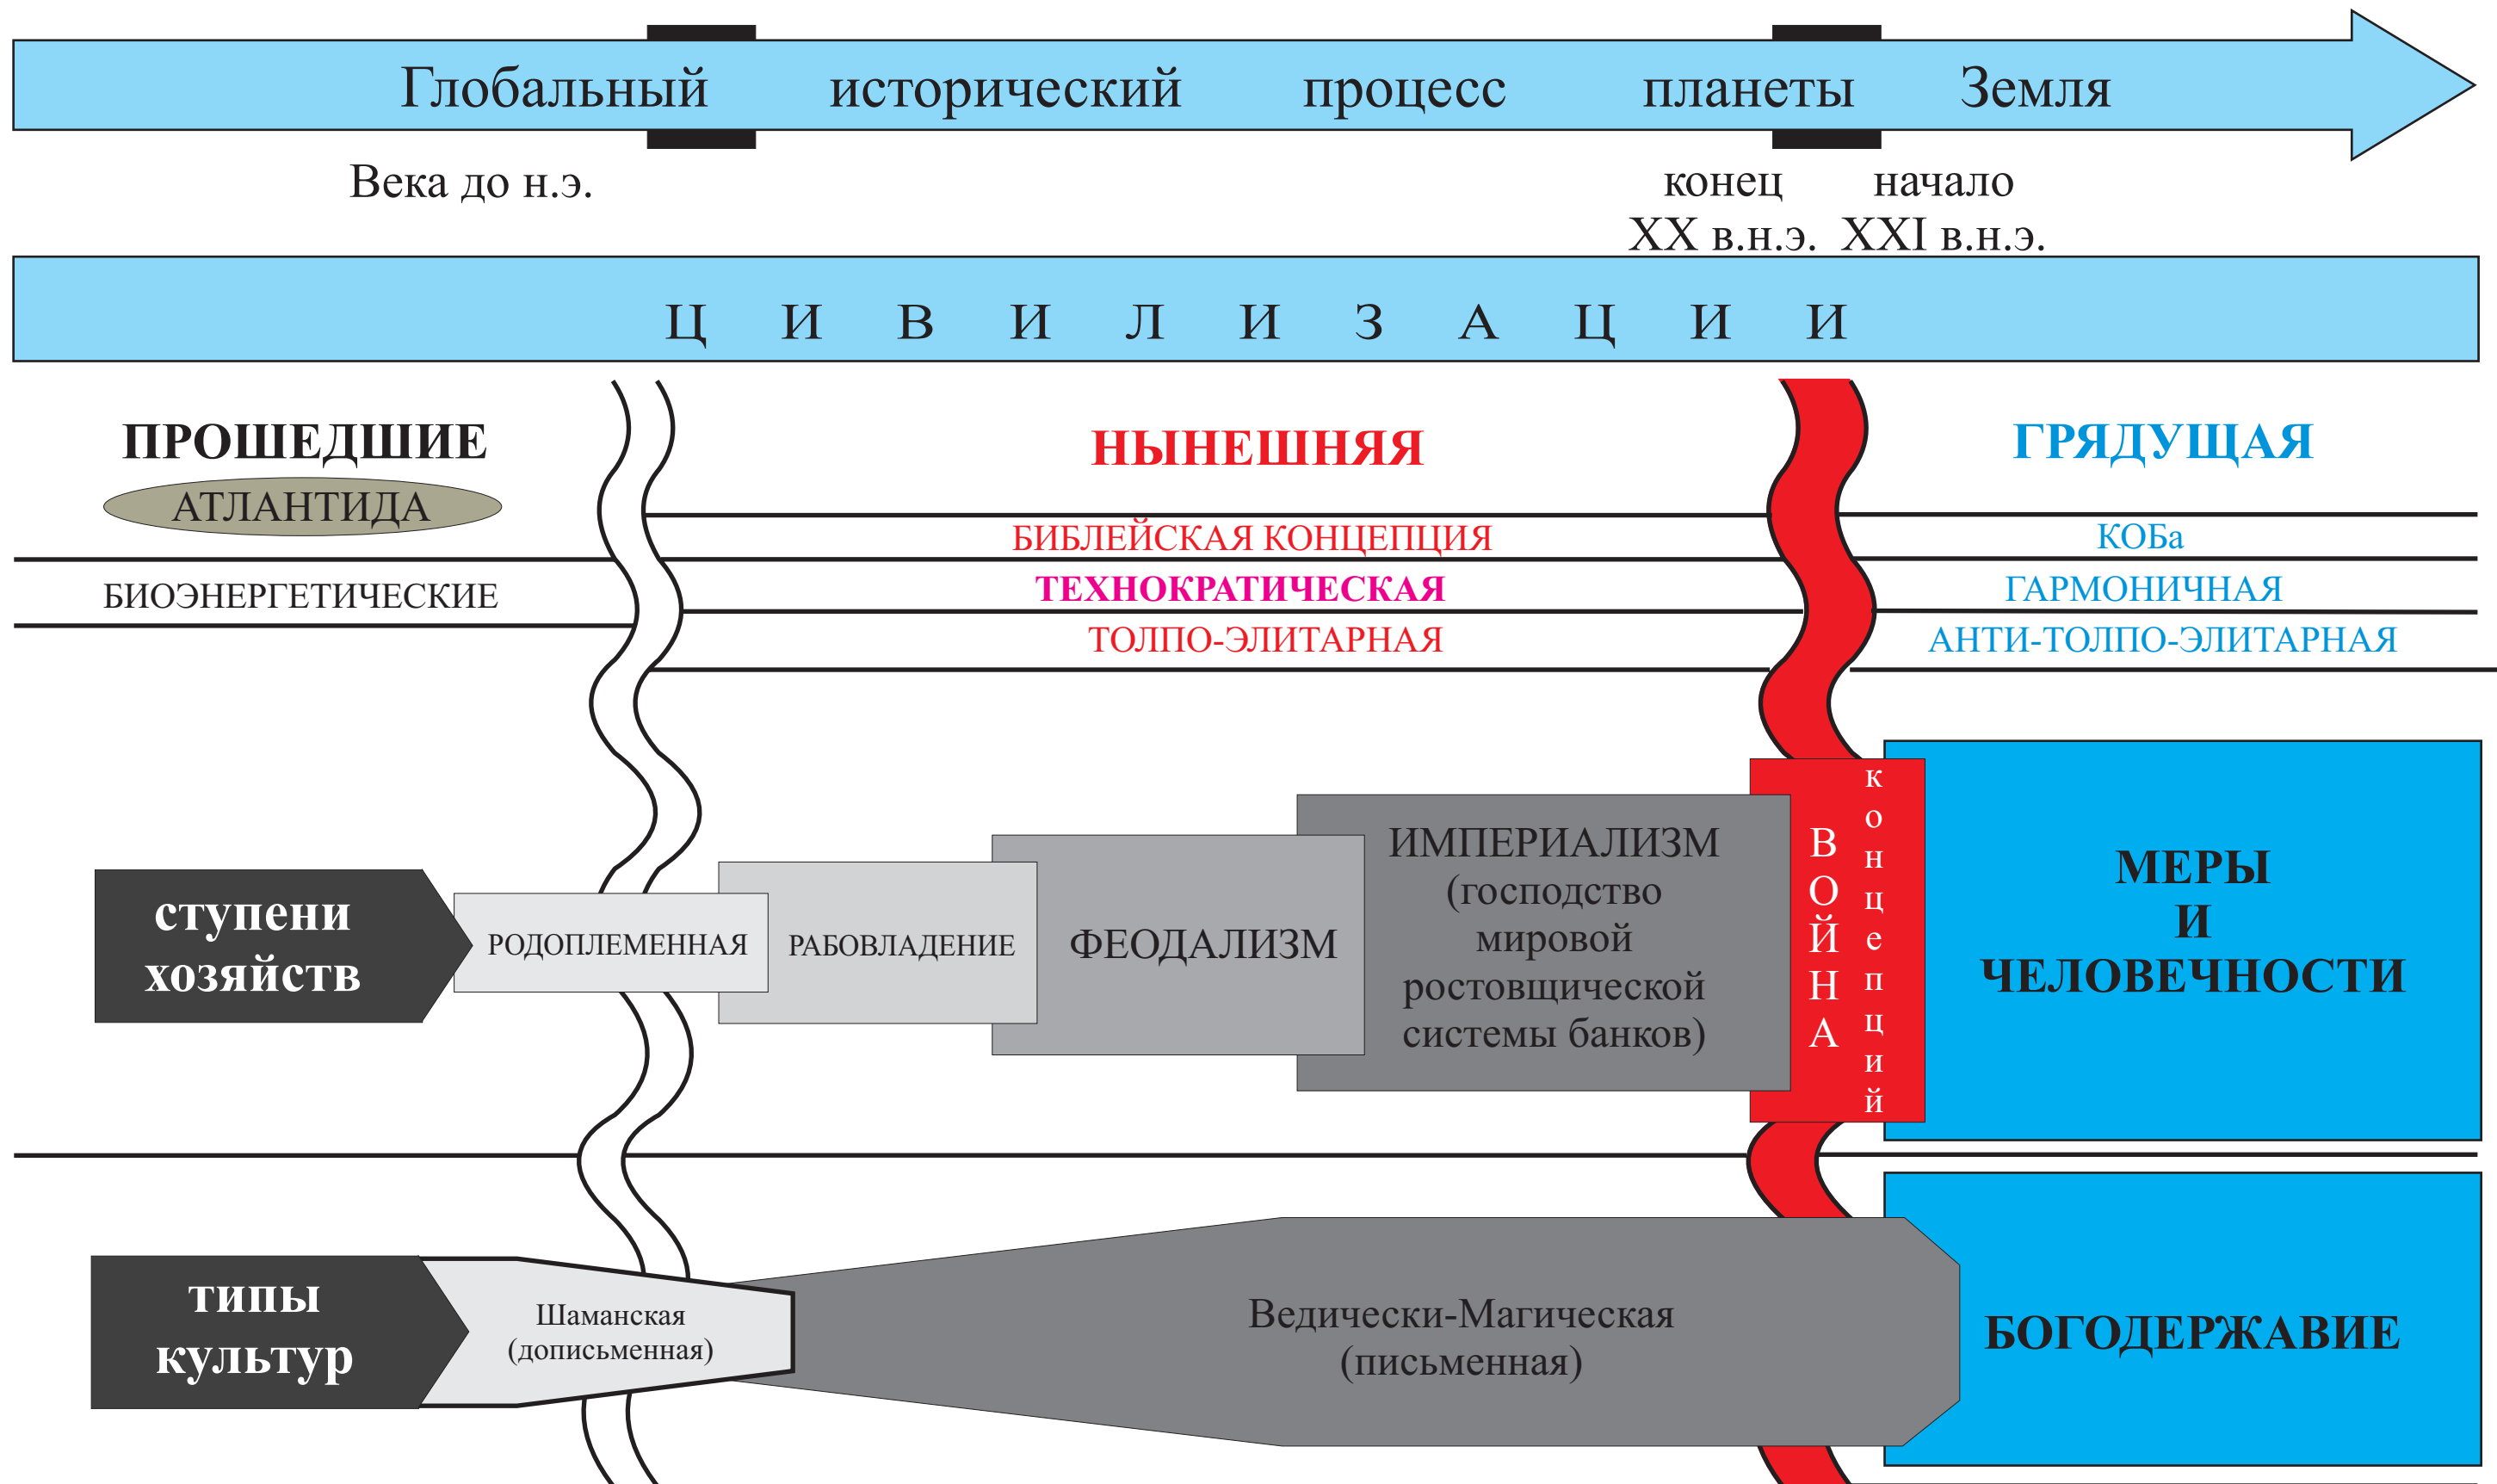 Глобальный исторический процесс планеты Земля
Века до н.э.
конец начало
XX в.н.э. XXI в.н.э.
ЦИВИЛИЗАЦИИ
ПРОШЕДШИЕ
АТЛАНТИДА
БИОЭНЕРГЕТИЧЕСКИЕ
НЫНЕШНЯЯ
БИБЛЕЙСКАЯ КОНЦЕПЦИЯ
ТЕХНОКРАТИЧЕСКАЯ
ТОЛПО-ЭЛИТАРНАЯ
ГРЯДУЩАЯ
КОБа
ГАРМОНИЧНАЯ
АНТИ-ТОЛПО-ЭЛИТАРНАЯ
ступени
хозяйств
РОДОПЛЕМЕННАЯ
РАБОВЛАДЕНИЕ
ФЕОДАЛИЗМ
ИМПЕРИАЛИЗМ
(господство
мировой
ростовщической
системы банков)
ВОЙНА
концепций
МЕРЫ
И
ЧЕЛОВЕЧНОСТИ
типы
культур
Шаманская
(дописьменная)
Ведически-Магическая
(письменная)
БОГОДЕРЖАВИЕ